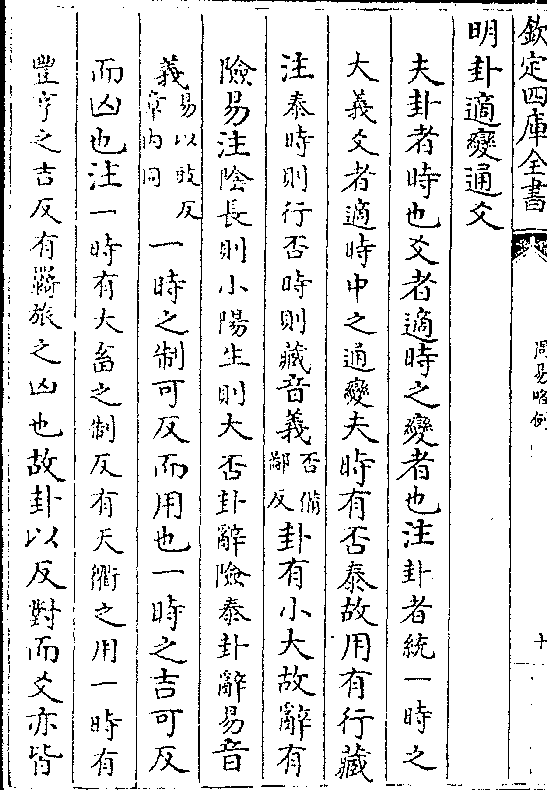 欽定四庫全書
周易略例
十
明卦適變通爻
夫卦者時也爻者適時之變者也注卦者統一時之
大義爻者適時中之通變夫時有否泰故用有行藏
注泰時則行否時則藏音義否備鄙反卦有小大故辭有
險易注陰長則小陽生則大否卦辭險泰卦辭易音
義易以豉反章內同一時之制可反而用也一時之吉可反
而凶也注一時有大畜之制反有天衢之用一時有
豐亨之吉反有羇旅之凶也故卦以反對而爻亦皆